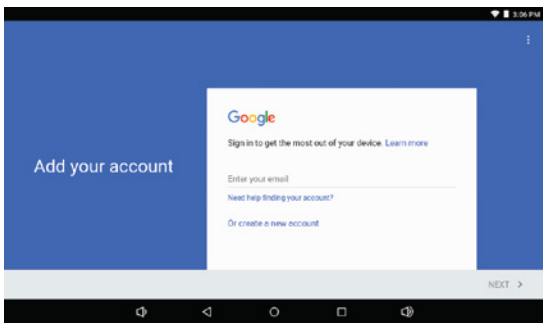 3:06 PM
Add your account
Google
Sign in to get the most out of your device. Learn more
Enter your email
Need help finding your account?
Or create a new account
NEXT